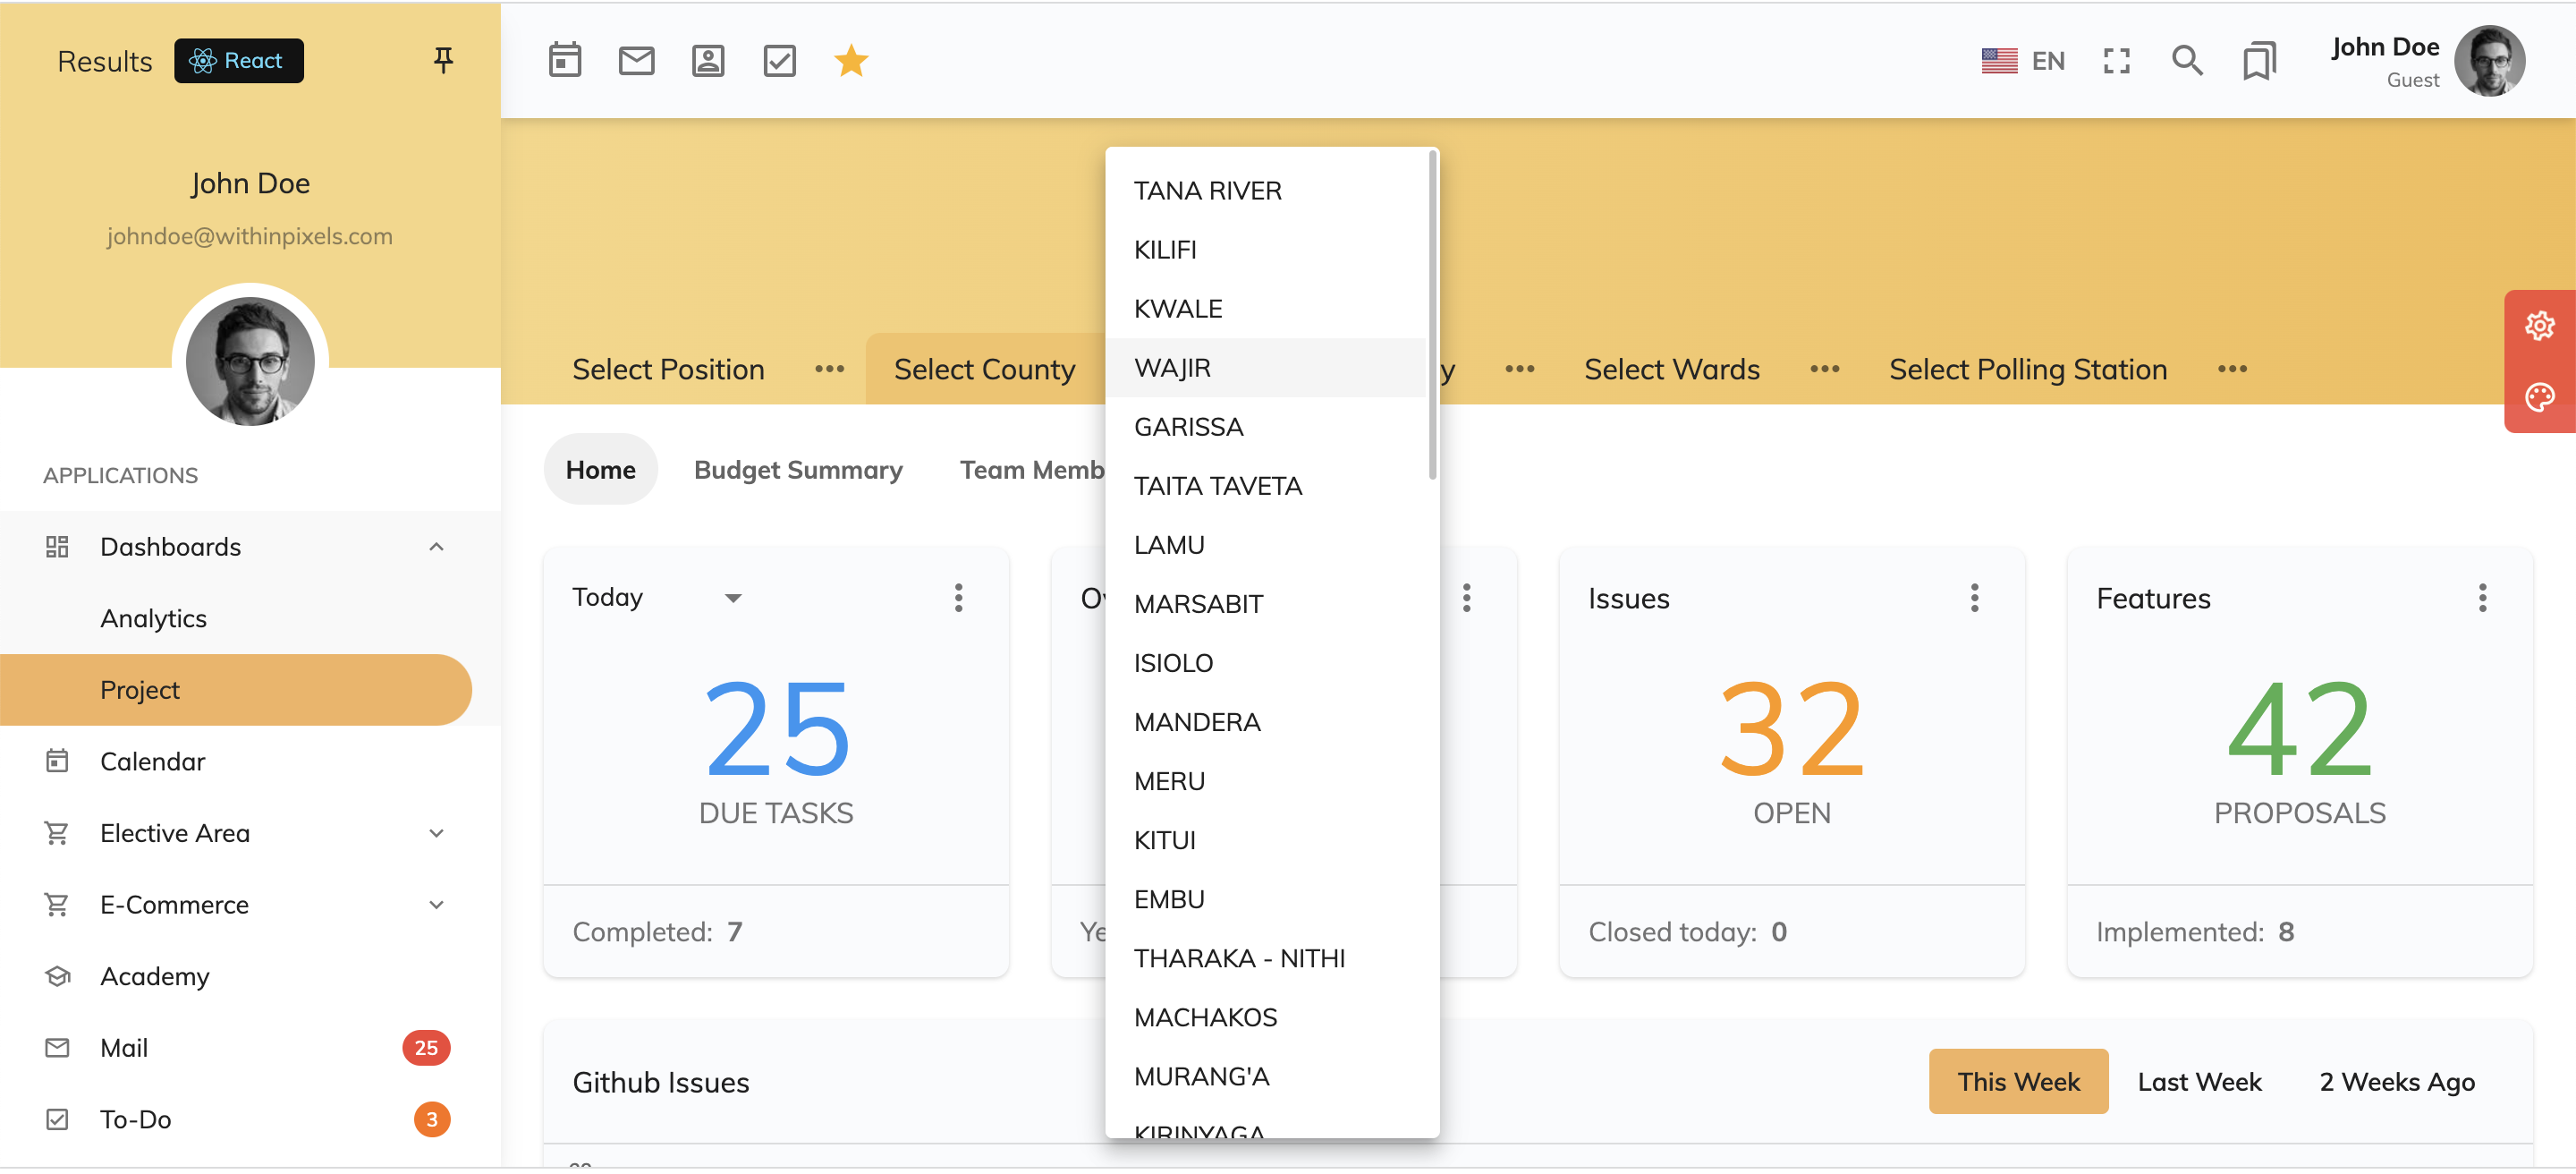 Results
React
John Doe
johndoe@withinpixels.com
APPLICATIONS
Dashboards
Analytics
Project
Calendar
Elective Area
E-Commerce
Academy
Mail
25
To-Do
3
EN
John Doe
Guest
Select Position
Select County
y
Select Wards
Select Polling Station
TANA RIVER
KILIFI
KWALE
WAJIR
GARISSA
TAITA TAVETA
LAMU
MARSABIT
ISIOLO
MANDERA
MERU
KITUI
EMBU
THARAKA - NITHI
MACHAKOS
MURANG'A
KIRINYAGA
Home
Budget Summary
Team Memb
Today
25
DUE TASKS
Completed: 7
Ov
Ye
Issues
32
OPEN
Closed today: 0
Features
42
PROPOSALS
Implemented: 8
Github Issues
This Week
Last Week
2 Weeks Ago